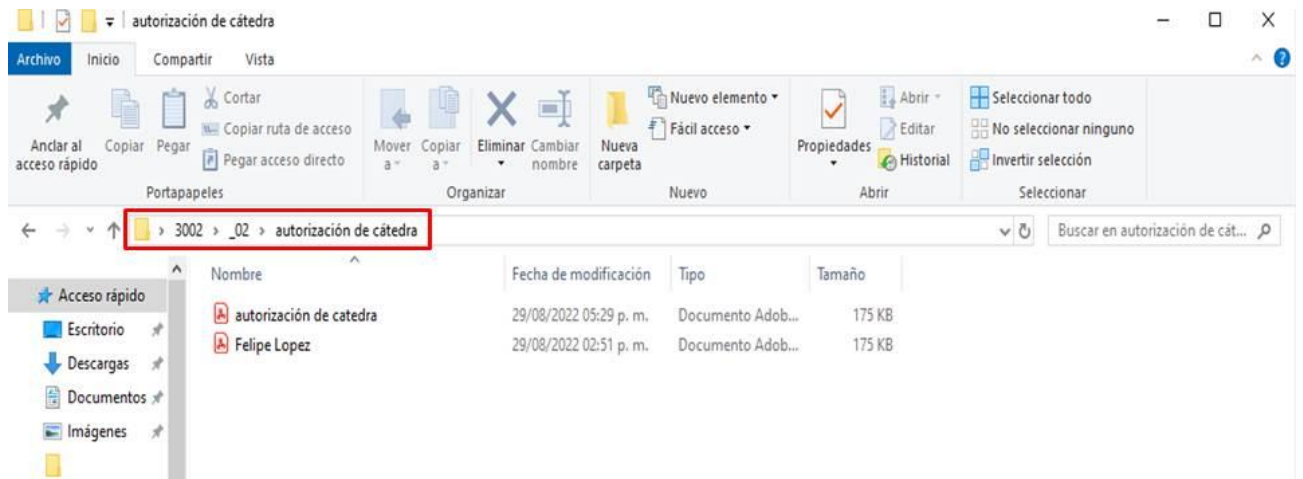 autorización de cátedra
Archivo Inicio Compartir Vista
Anclar al acceso rápido
Copiar
Pegar
Cortar
Copiar ruta de acceso
Pegar acceso directo
Portapapeles
Mover a
Copiar a
Eliminar
Cambiar nombre
Organizar
Nueva carpeta
Nuevo elemento
Fácil acceso
Nuevo
Propiedades
Abrir
Editar
Historial
Abrir
Seleccionar todo
No seleccionar ninguno
Invertir selección
Seleccionar
3002 > _02 > autorización de cátedra
Buscar en autorización de cát...
Nombre Fecha de modificación Tipo Tamaño
Acceso rápido
Escritorio
Descargas
Documentos
Imágenes
autorización de catedra 29/08/2022 05:29 p. m. Documento Adob... 175 KB
Felipe Lopez 29/08/2022 02:51 p. m. Documento Adob... 175 KB